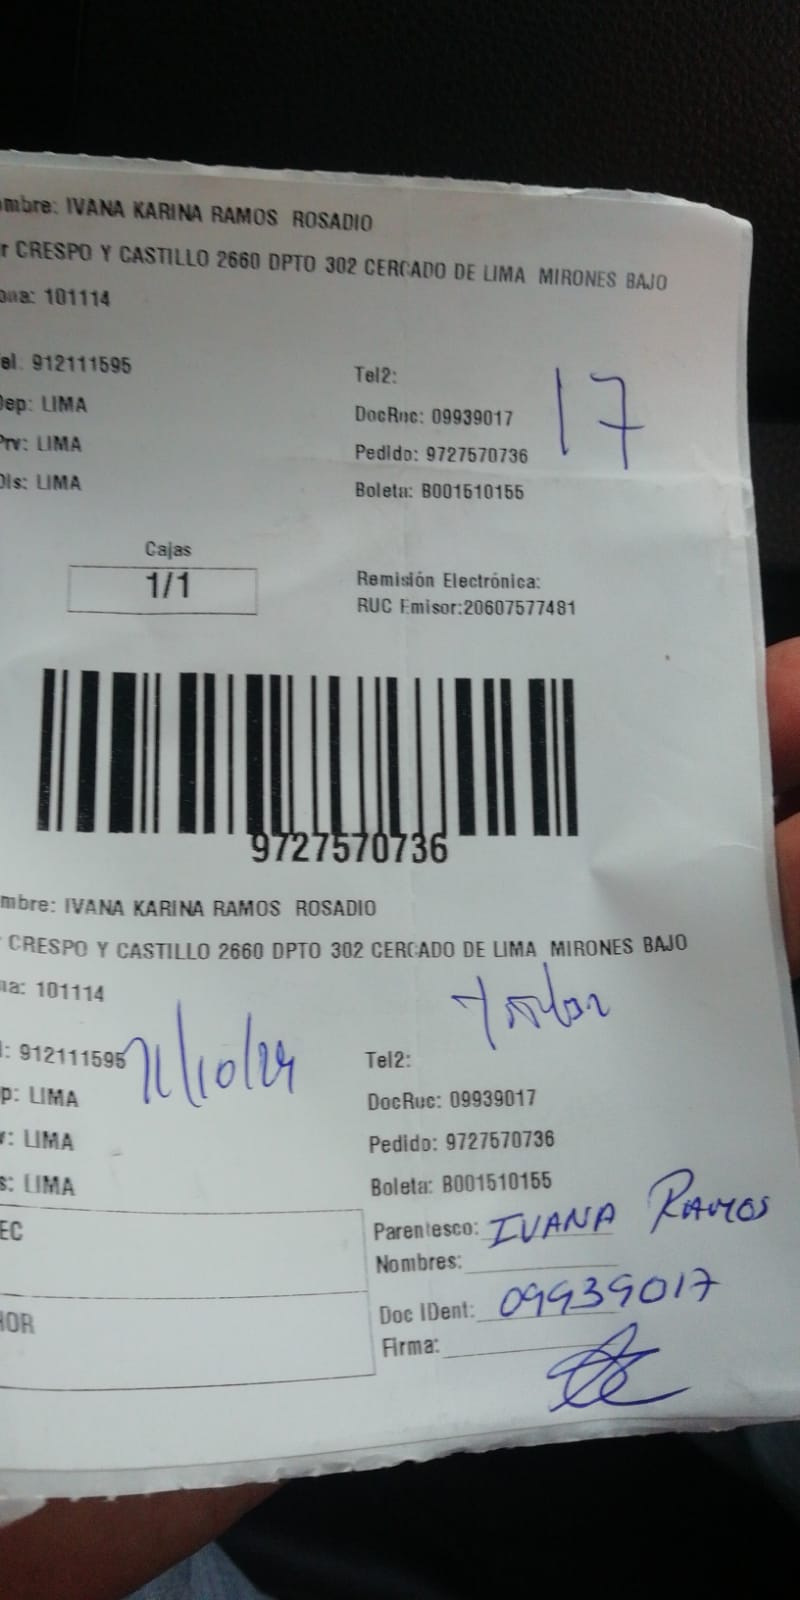 ombre: IVANA KARINA RAMOS ROSADIO
r CRESPO Y CASTILLO 2660 DPTO 302 CERCADO DE LIMA MIRONES BAJO
ona: 101114
el. 912111595
Tel2:
Dep: LIMA
DocRuc: 09939017
17
Prv: LIMA
Pedido: 9727570736
Dis: LIMA
Boleta: B001510155
Cajas
1/1
Remisión Electrónica:
RUC Emisor:20607577481
9727570736
mbre: IVANA KARINA RAMOS ROSADIO
CRESPO Y CASTILLO 2660 DPTO 302 CERCADO DE LIMA MIRONES BAJO
na: 101114
l: 912111595
Tel2:
p: LIMA
DocRuc: 09939017
v: LIMA
Pedido: 9727570736
s: LIMA
Boleta: B001510155
EC
Parentesco: IVANA RAMOS
Nombres:
HOR
Doc IDent: 09939017
Firma: